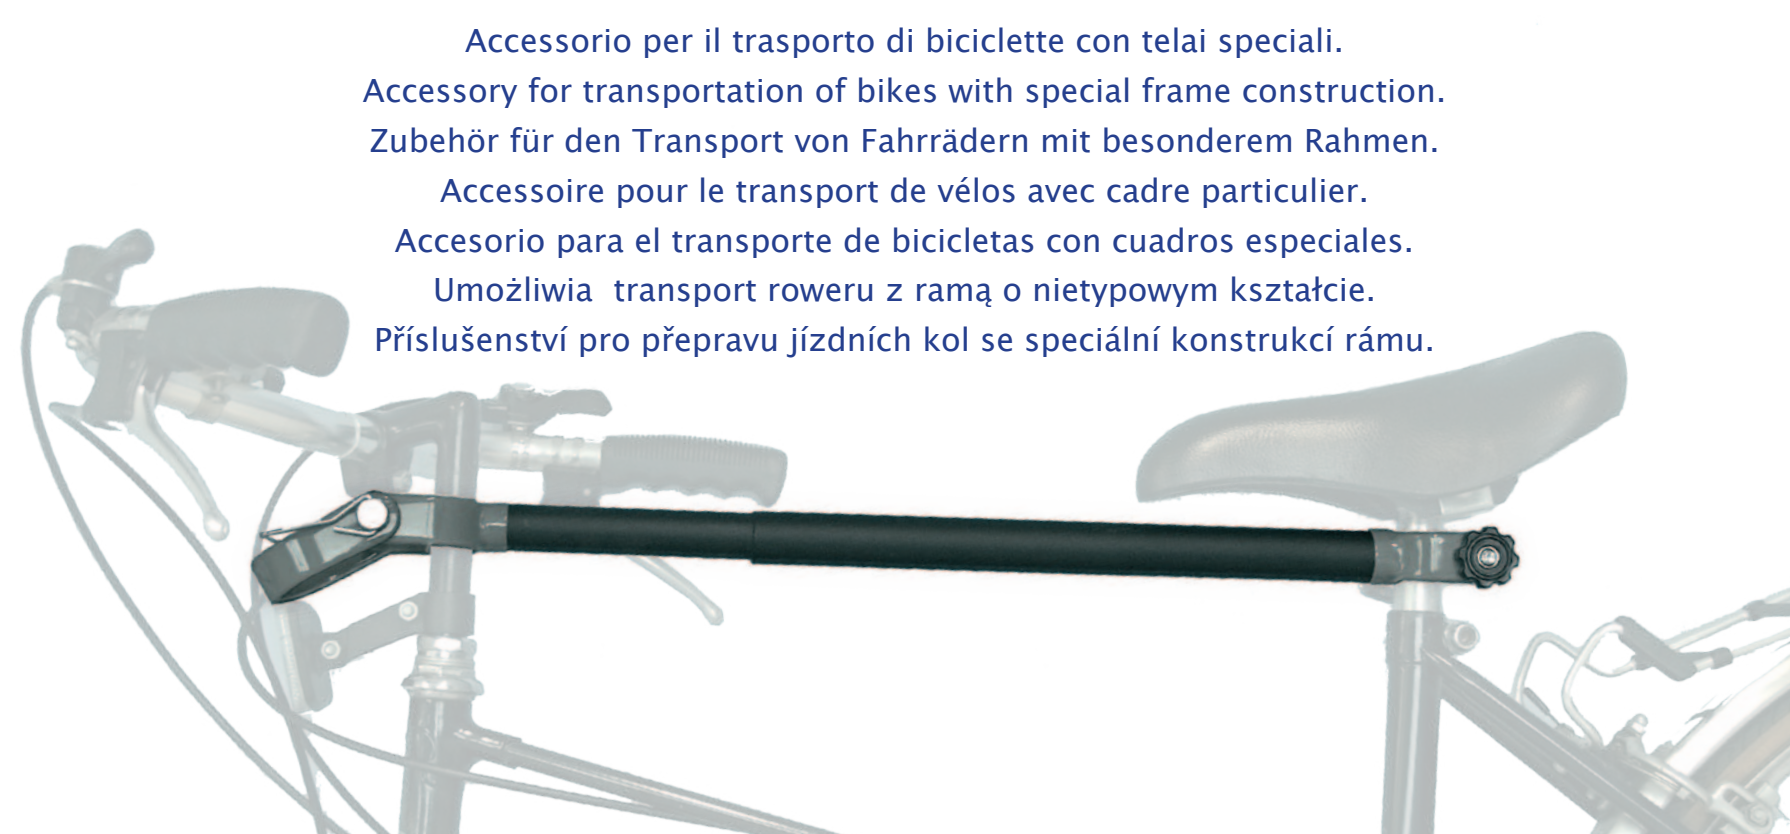 Accessorio per il trasporto di biciclette con telai speciali.
Accessory for transportation of bikes with special frame construction.
Zubehör für den Transport von Fahrrädern mit besonderem Rahmen.
Accessoire pour le transport de vélos avec cadre particulier.
Accesorio para el transporte de bicicletas con cuadros especiales.
Umożliwia  transport roweru z ramą o nietypowym kształcie.
Příslušenství pro přepravu jízdních kol se speciální konstrukcí rámu.